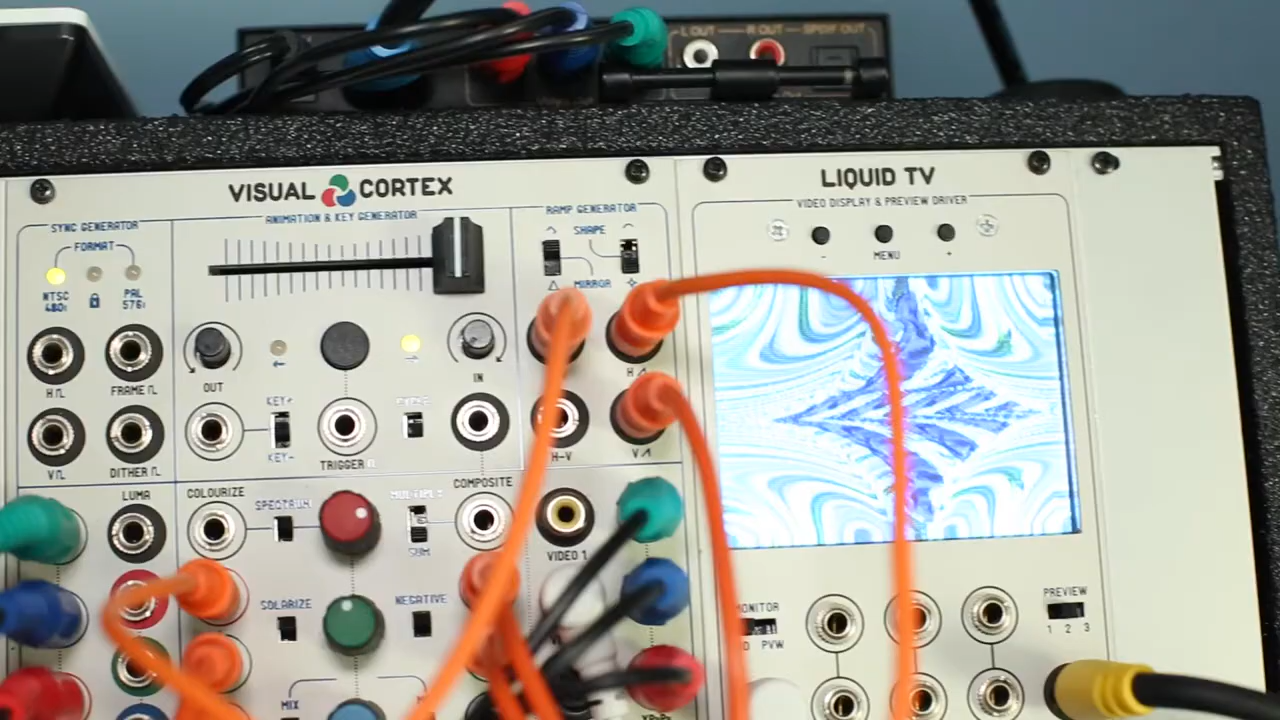 L OUT R OUT SPDIF OUT
VISUAL CORTEX
SYNC GENERATOR
FORMAT
NTSC
480i
PAL
576i
H
FRAME
V
DITHER
ANIMATION & KEY GENERATOR
OUT
IN
KEY+
KEY-
TRIGGER
RAMP GENERATOR
SHAPE
MIRROR
H
H-V
V
LUMA
COLOURIZE
SPECTRUM
MULTIPLY
SUM
COMPOSITE
VIDEO 1
SOLARIZE
NEGATIVE
MIX
YPbPr
LIQUID TV
VIDEO DISPLAY & PREVIEW DRIVER
- MENU +
MONITOR
PVW
PREVIEW
1 2 3